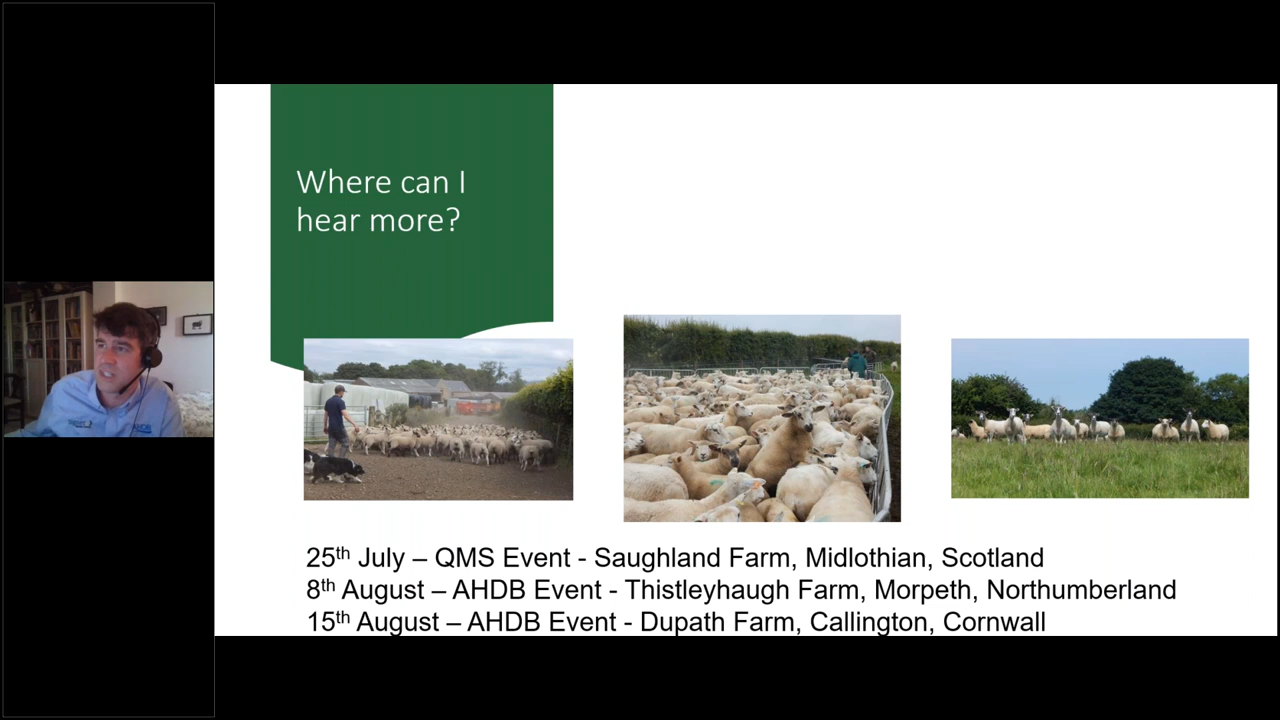 Where can I
hear more?
AHDB
25th July – QMS Event - Saughland Farm, Midlothian, Scotland
8th August – AHDB Event - Thistleyhaugh Farm, Morpeth, Northumberland
15th August – AHDB Event - Dupath Farm, Callington, Cornwall